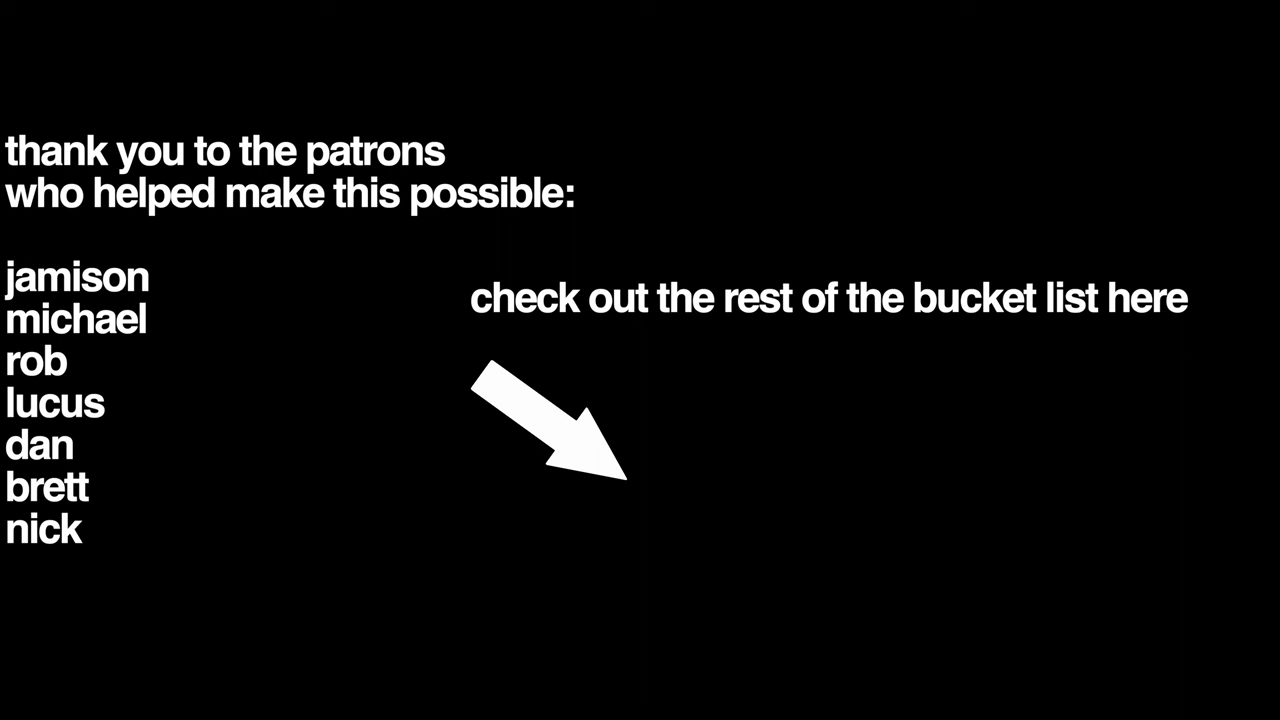 thank you to the patrons
who helped make this possible:
jamison
michael
rob
lucus
dan
brett
nick
check out the rest of the bucket list here